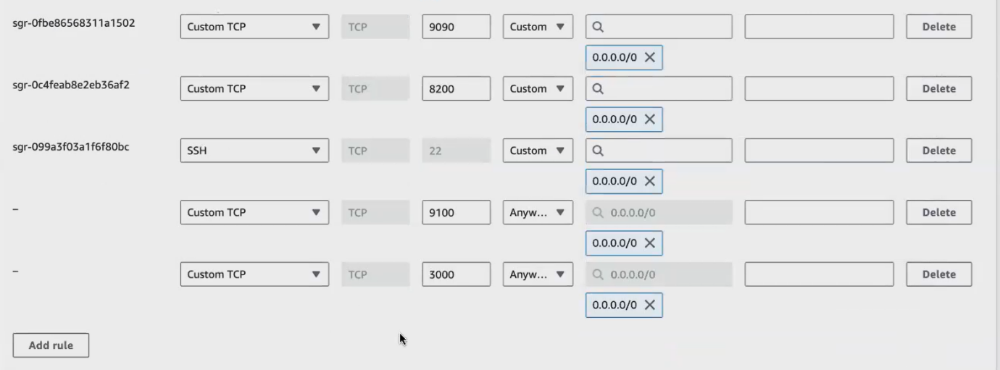 sgr-0fbe86568311a1502 Custom TCP TCP 9090 Custom Delete
0.0.0.0/0
sgr-0c4feab8e2eb36af2 Custom TCP TCP 8200 Custom Delete
0.0.0.0/0
sgr-099a3f03a1f6f80bc SSH TCP 22 Custom Delete
0.0.0.0/0
– Custom TCP TCP 9100 Anyw... 0.0.0.0/0 Delete
0.0.0.0/0
– Custom TCP TCP 3000 Anyw... 0.0.0.0/0 Delete
0.0.0.0/0
Add rule